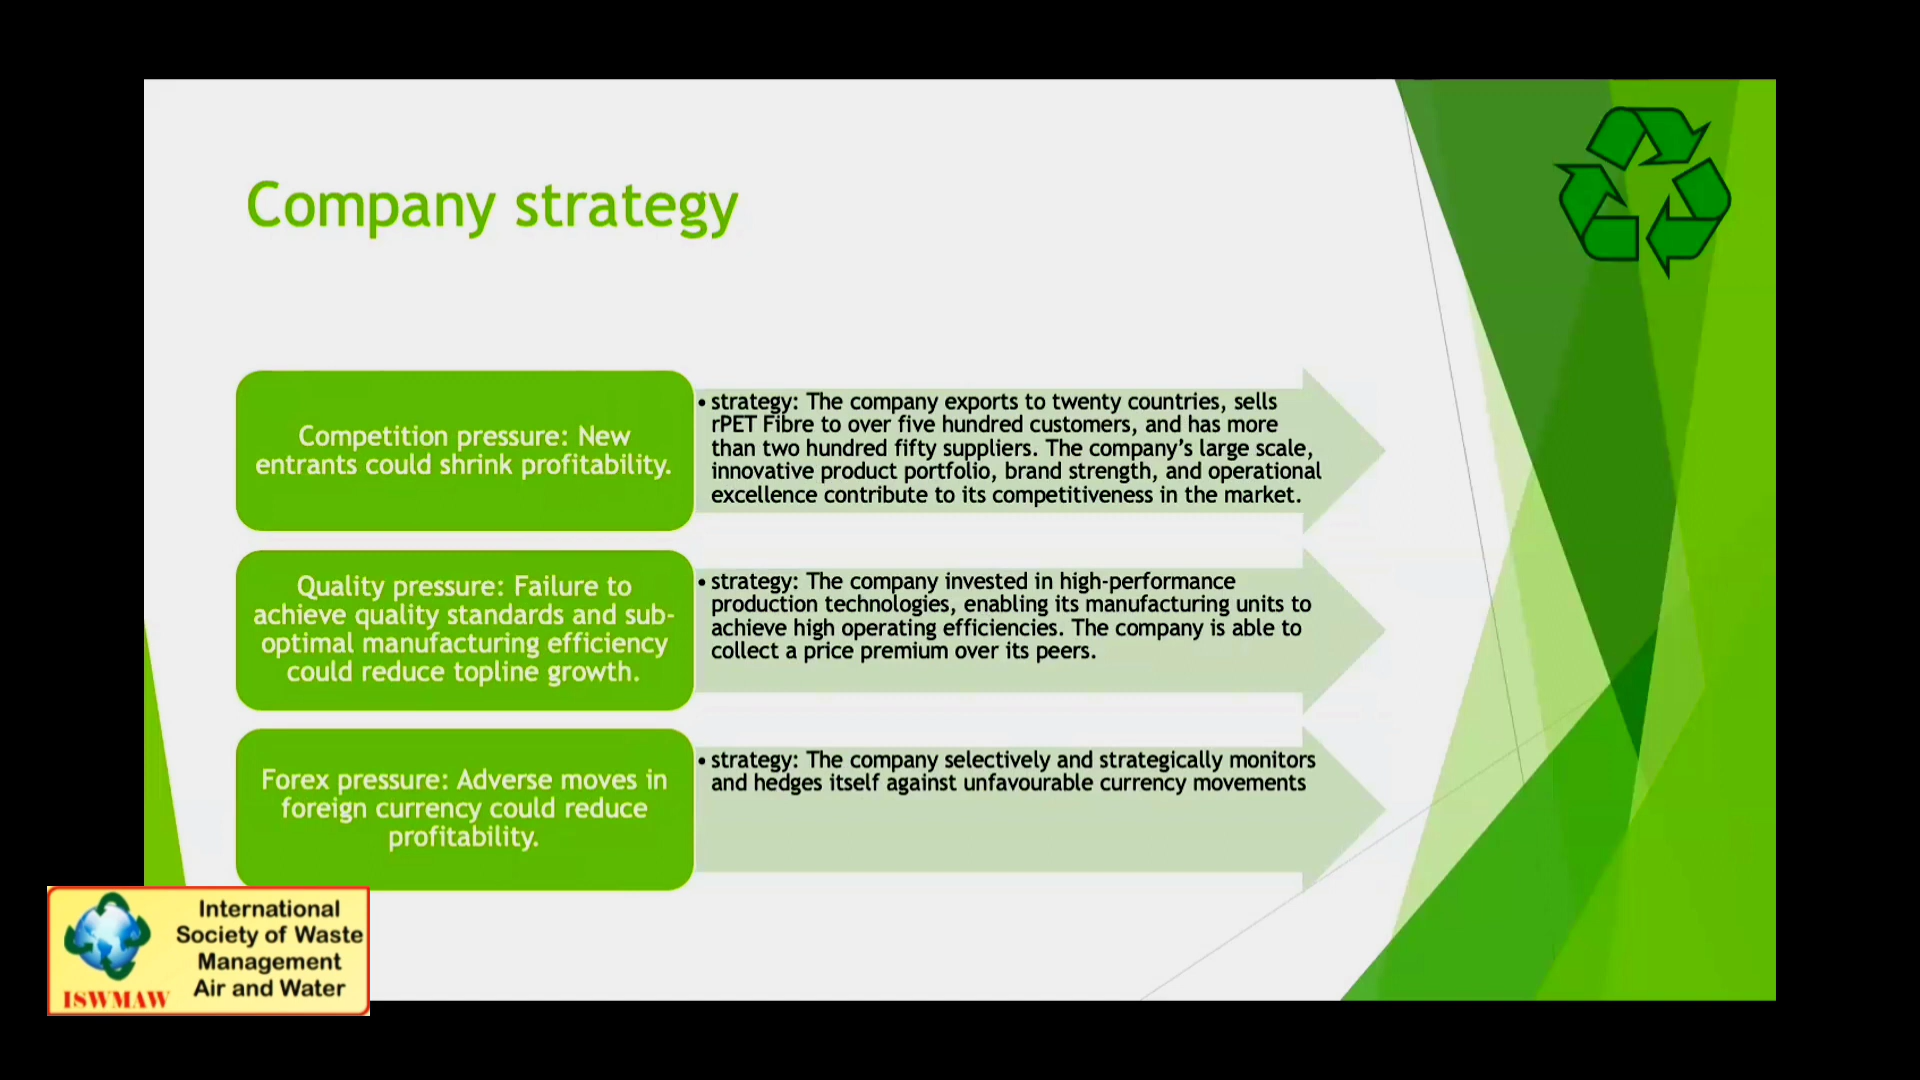 Company strategy
Competition pressure: New
entrants could shrink profitability.
• strategy: The company exports to twenty countries, sells
rPET Fibre to over five hundred customers, and has more
than two hundred fifty suppliers. The company’s large scale,
innovative product portfolio, brand strength, and operational
excellence contribute to its competitiveness in the market.
Quality pressure: Failure to
achieve quality standards and sub-
optimal manufacturing efficiency
could reduce topline growth.
• strategy: The company invested in high-performance
production technologies, enabling its manufacturing units to
achieve high operating efficiencies. The company is able to
collect a price premium over its peers.
Forex pressure: Adverse moves in
foreign currency could reduce
profitability.
• strategy: The company selectively and strategically monitors
and hedges itself against unfavourable currency movements
International
Society of Waste
Management
Air and Water
ISWMAW